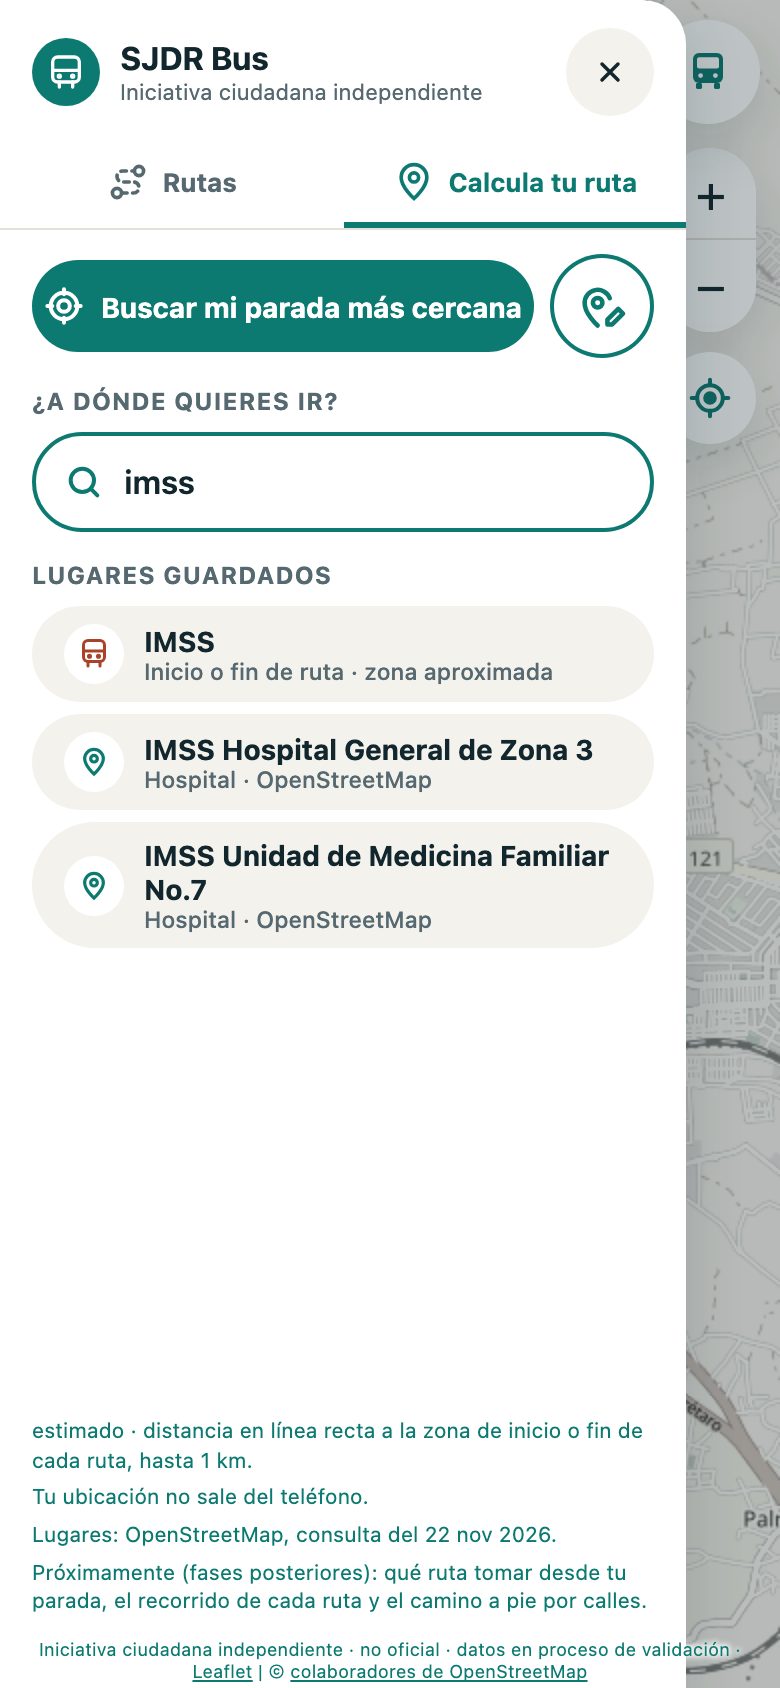 SJDR Bus
Iniciativa ciudadana independiente
Rutas
Calcula tu ruta
Buscar mi parada más cercana
¿A DÓNDE QUIERES IR?
imss
LUGARES GUARDADOS
IMSS
Inicio o fin de ruta · zona aproximada
IMSS Hospital General de Zona 3
Hospital · OpenStreetMap
IMSS Unidad de Medicina Familiar
No.7
Hospital · OpenStreetMap
121
estimado · distancia en línea recta a la zona de inicio o fin de
cada ruta, hasta 1 km.
Tu ubicación no sale del teléfono.
Lugares: OpenStreetMap, consulta del 22 nov 2026.
Próximamente (fases posteriores): qué ruta tomar desde tu
parada, el recorrido de cada ruta y el camino a pie por calles.
Iniciativa ciudadana independiente · no oficial · datos en proceso de validación ·
Leaflet | © colaboradores de OpenStreetMap